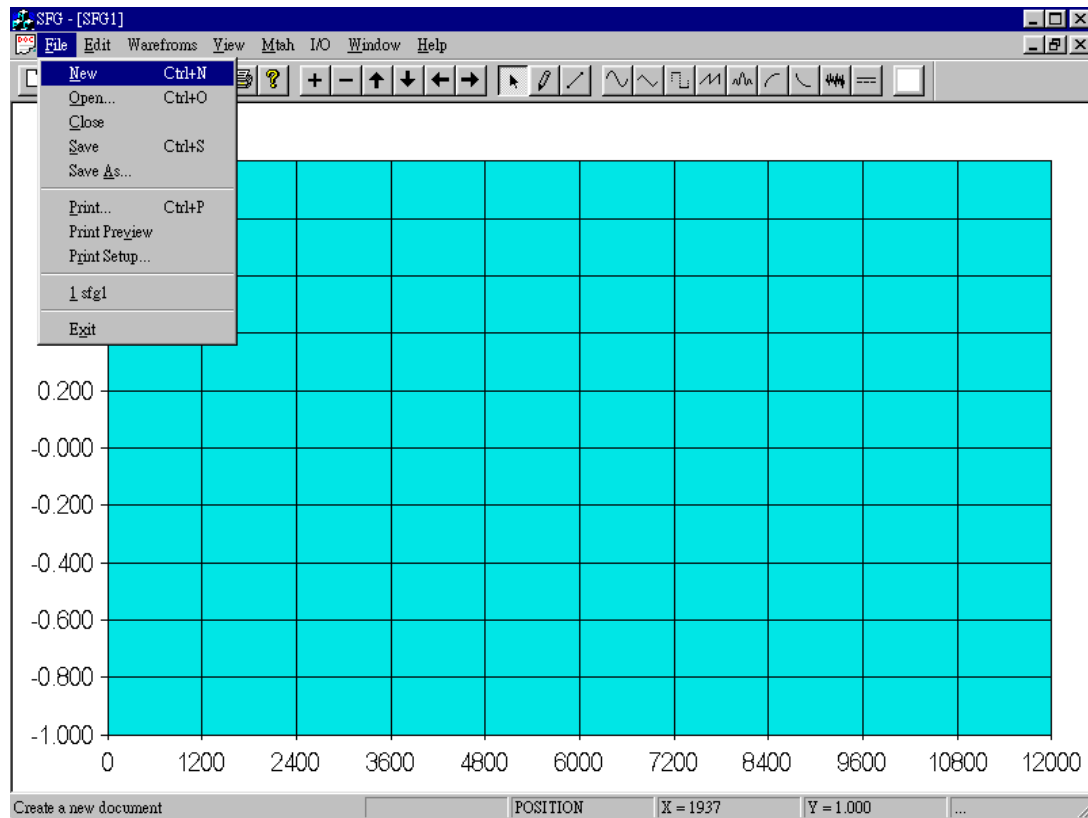 SFG - [SFG1]
File Edit Warefroms View Mtah I/O Window Help
New Ctrl+N
Open... Ctrl+O
Close
Save Ctrl+S
Save As...
Print... Ctrl+P
Print Preview
Print Setup...
1 sfg1
Exit
0.200
-0.000
-0.200
-0.400
-0.600
-0.800
-1.000
0 1200 2400 3600 4800 6000 7200 8400 9600 10800 12000
Create a new document POSITION X = 1937 Y = 1.000 ...